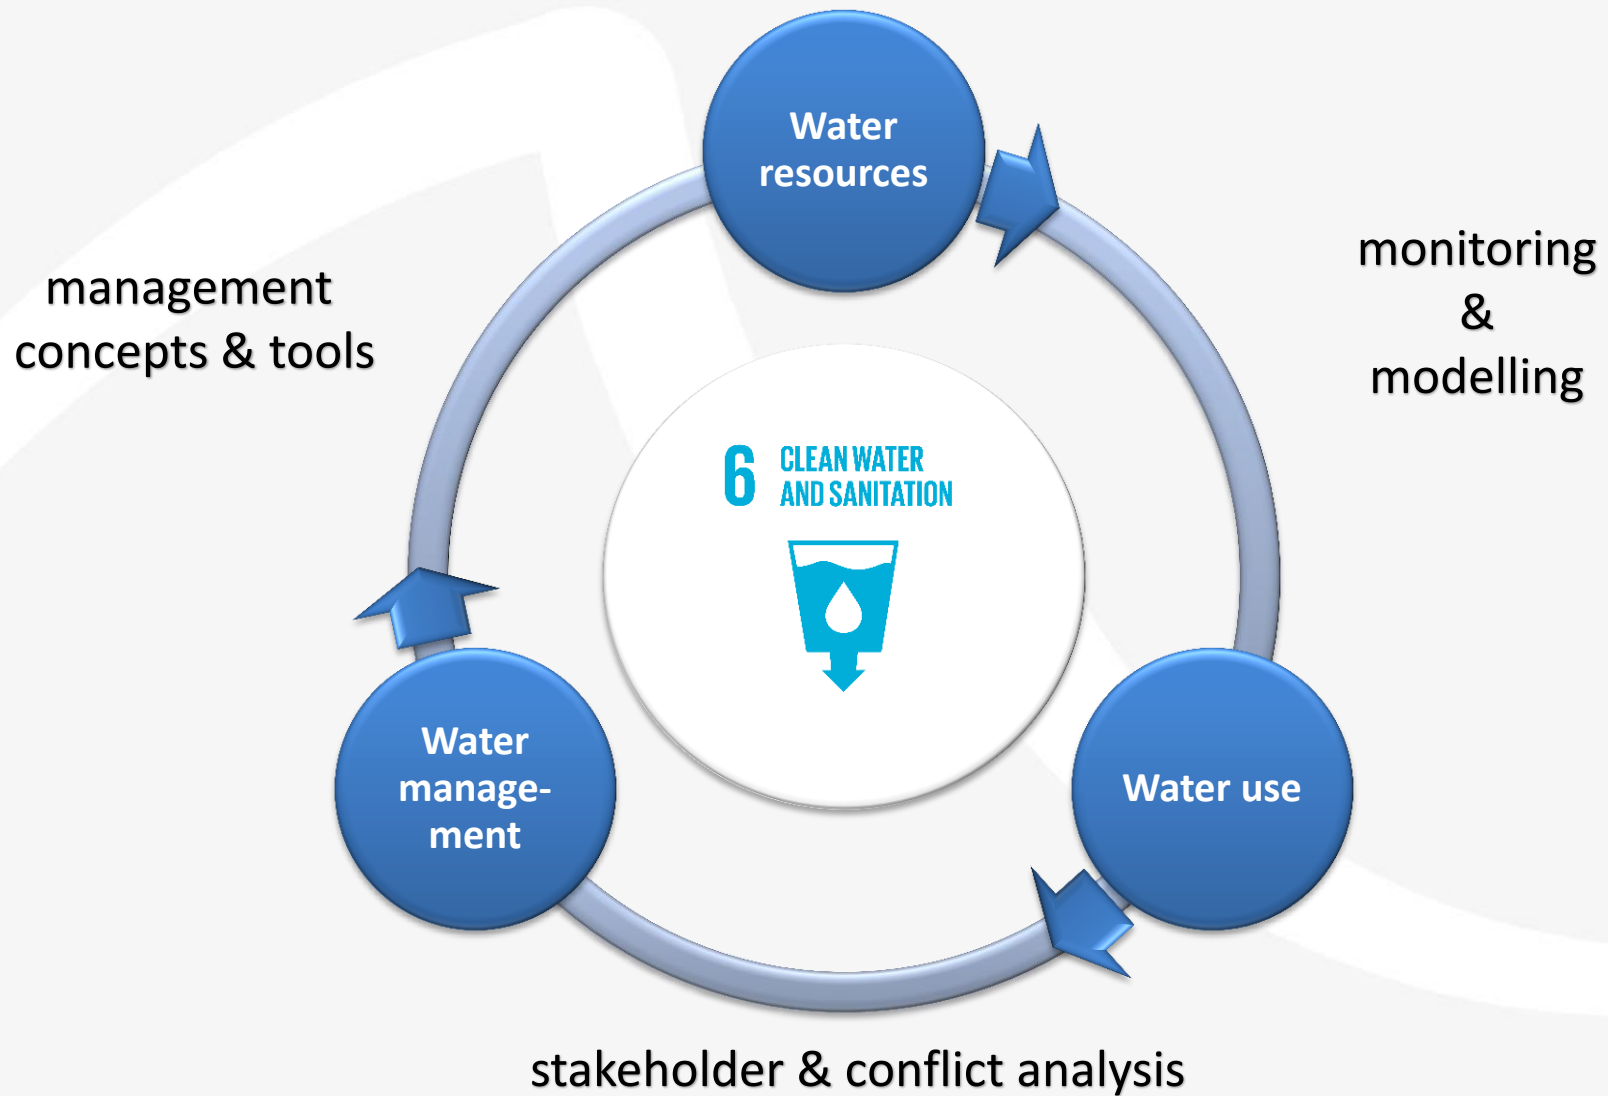 Water
resources
monitoring
&
modelling
management
concepts & tools
6 CLEAN WATER
AND SANITATION
Water
manage-
ment
Water use
stakeholder & conflict analysis